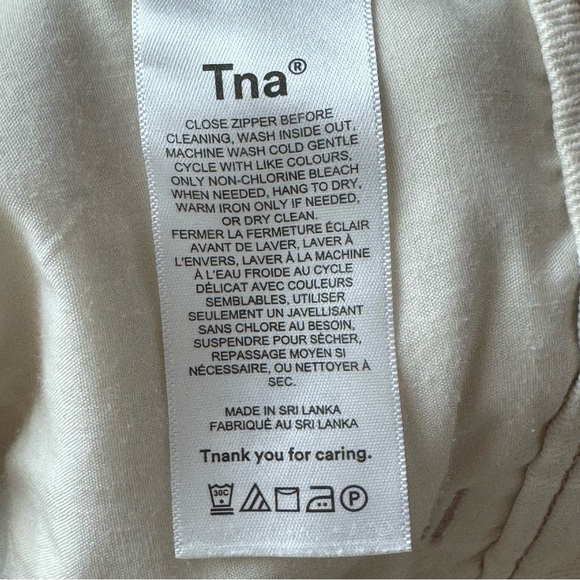 Tna®
CLOSE ZIPPER BEFORE
CLEANING, WASH INSIDE OUT,
MACHINE WASH COLD GENTLE
CYCLE WITH LIKE COLOURS,
ONLY NON-CHLORINE BLEACH
WHEN NEEDED, HANG TO DRY,
WARM IRON ONLY IF NEEDED,
OR DRY CLEAN.
FERMER LA FERMETURE ÉCLAIR
AVANT DE LAVER, LAVER À
L'ENVERS, LAVER À LA MACHINE
À L'EAU FROIDE AU CYCLE
DÉLICAT AVEC COULEURS
SEMBLABLES, UTILISER
SEULEMENT UN JAVELLISANT
SANS CHLORE AU BESOIN,
SUSPENDRE POUR SÉCHER,
REPASSAGE MOYEN SI
NÉCESSAIRE, OU NETTOYER À
SEC.
MADE IN SRI LANKA
FABRIQUÉ AU SRI LANKA
Tnank you for caring.
30C P